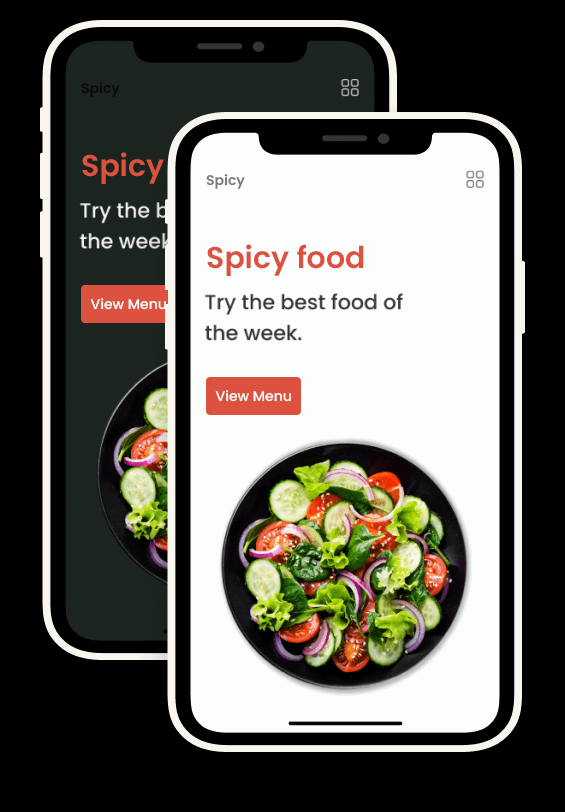 Spicy
Spicy
Try the b
the week
View Menu
Spicy
Spicy food
Try the best food of
the week.
View Menu